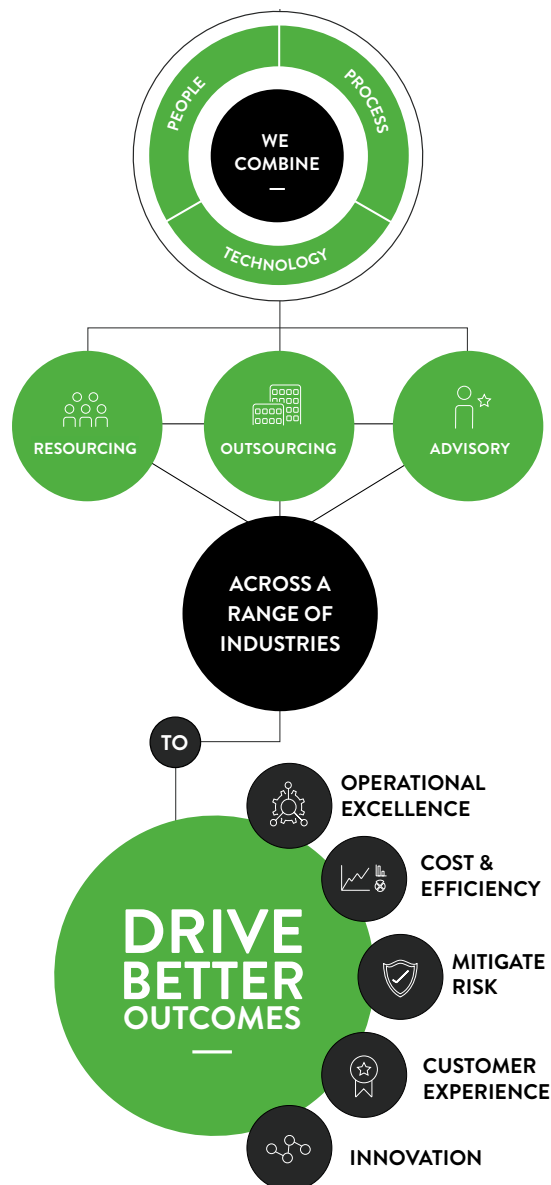 PEOPLE
PROCESS
WE
COMBINE
TECHNOLOGY
RESOURCING
OUTSOURCING
ADVISORY
ACROSS A
RANGE OF
INDUSTRIES
TO
OPERATIONAL
EXCELLENCE
COST &
EFFICIENCY
DRIVE
BETTER
OUTCOMES
MITIGATE
RISK
CUSTOMER
EXPERIENCE
INNOVATION